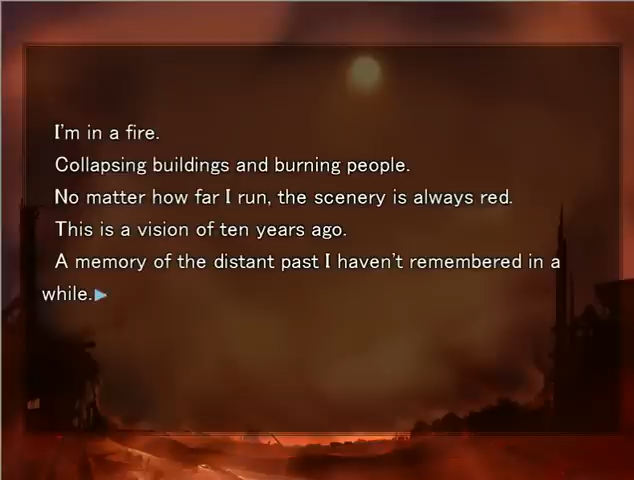 I'm in a fire.
Collapsing buildings and burning people.
No matter how far I run, the scenery is always red.
This is a vision of ten years ago.
A memory of the distant past I haven't remembered in a
while.